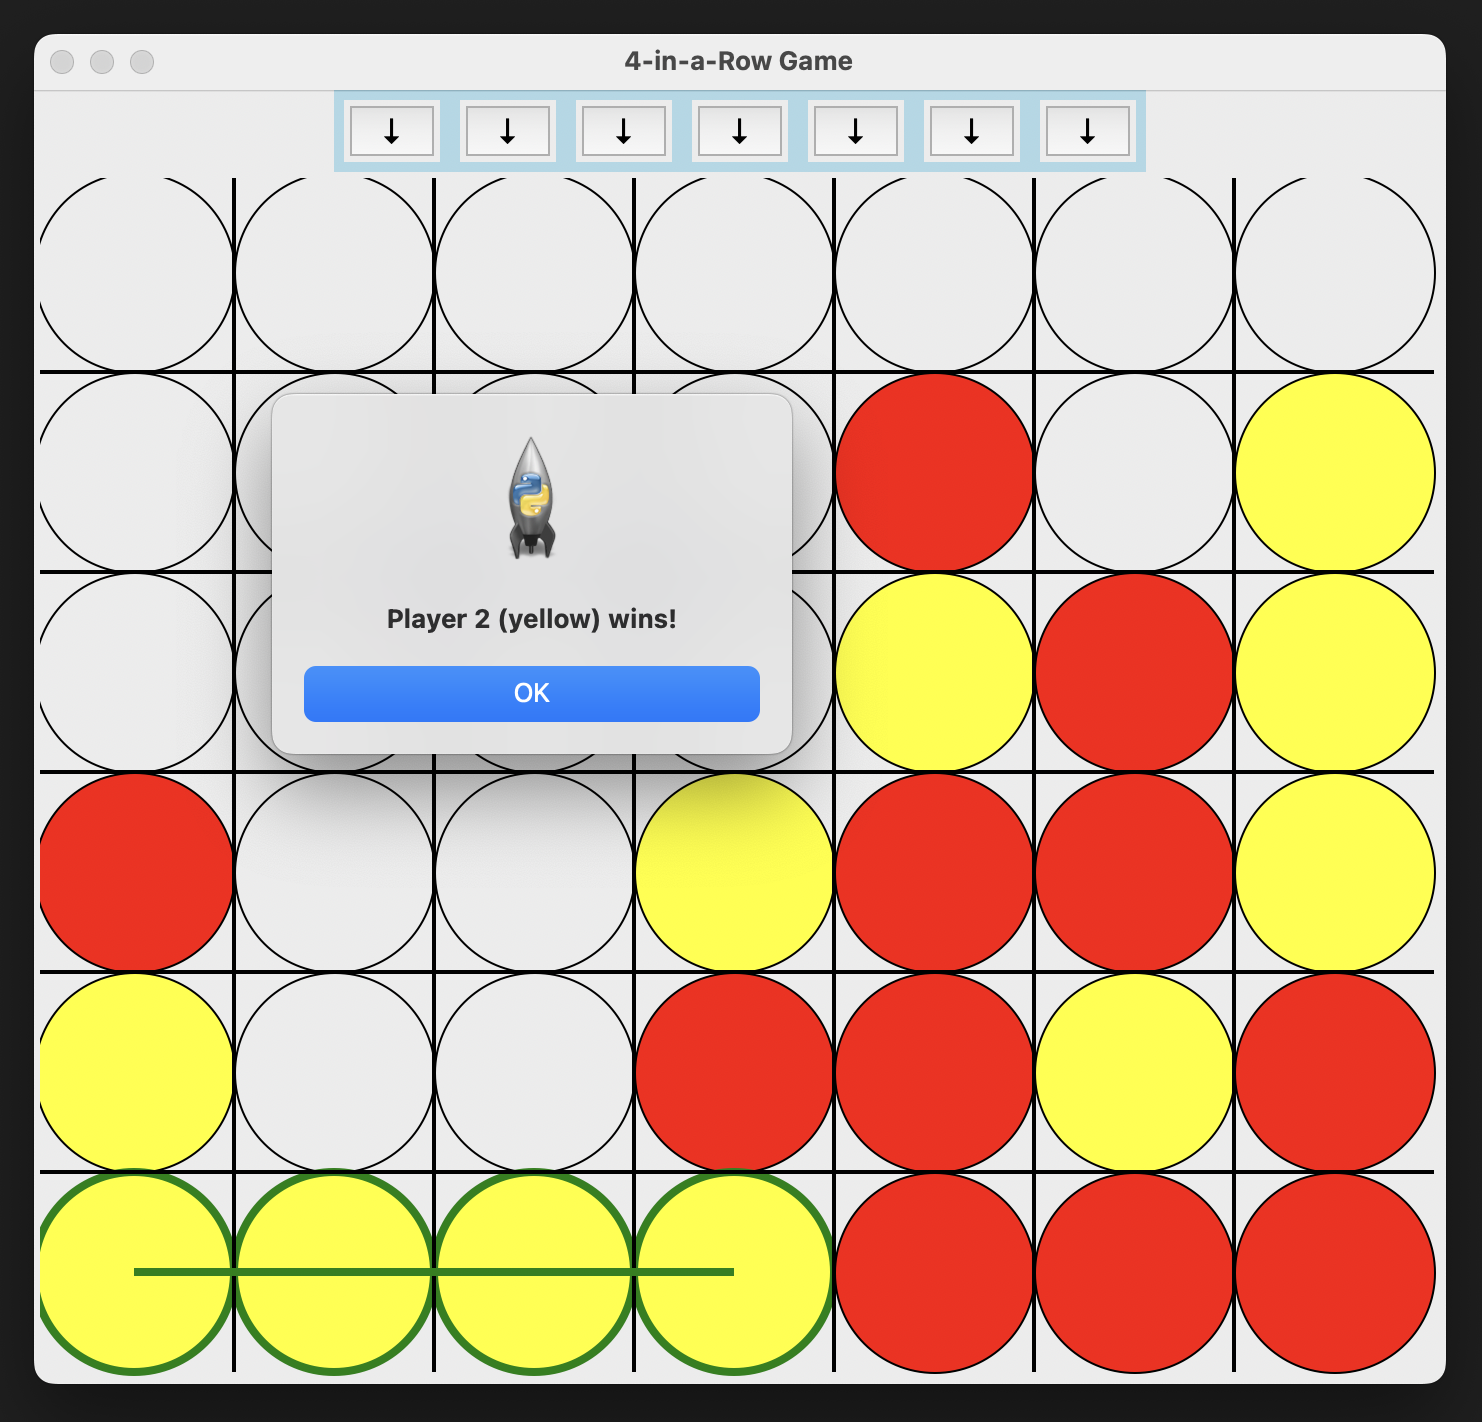 4-in-a-Row Game
↓ ↓ ↓ ↓ ↓ ↓ ↓
Player 2 (yellow) wins!
OK